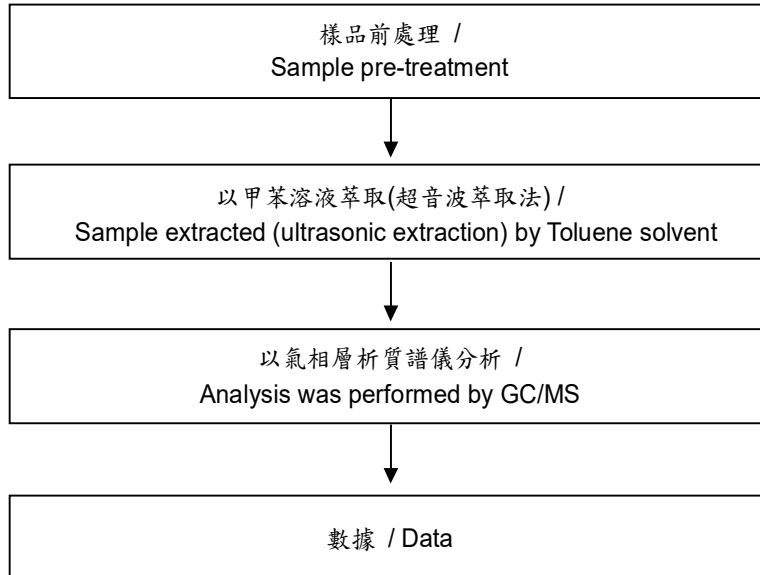 樣品前處理 /
Sample pre-treatment
以甲苯溶液萃取(超音波萃取法) /
Sample extracted (ultrasonic extraction) by Toluene solvent
以氣相層析質譜儀分析 /
Analysis was performed by GC/MS
數據 / Data